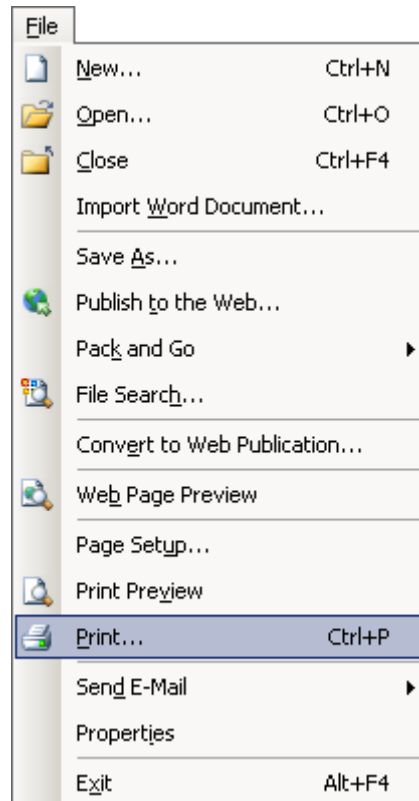 File
New... Ctrl+N
Open... Ctrl+O
Close Ctrl+F4
Import Word Document...
Save As...
Publish to the Web...
Pack and Go
File Search...
Convert to Web Publication...
Web Page Preview
Page Setup...
Print Preview
Print... Ctrl+P
Send E-Mail
Properties
Exit Alt+F4